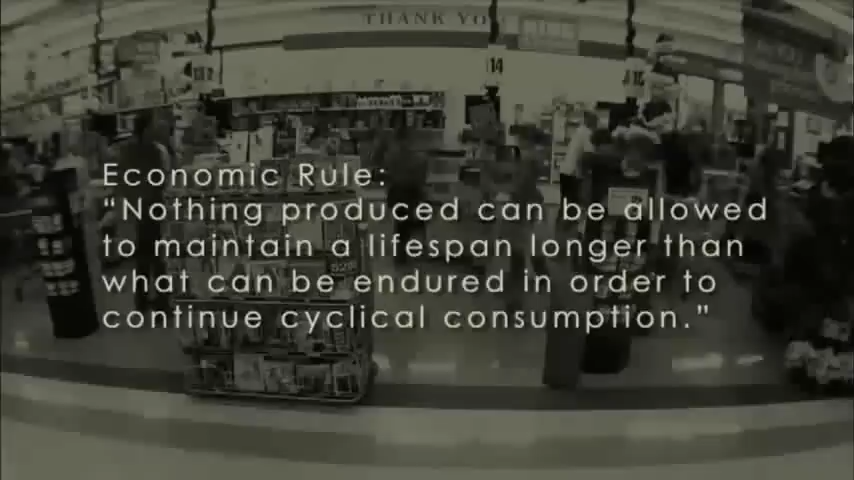 THANK YO
14
Economic Rule:
“Nothing produced can be allowed
to maintain a lifespan longer than
what can be endured in order to
continue cyclical consumption.”